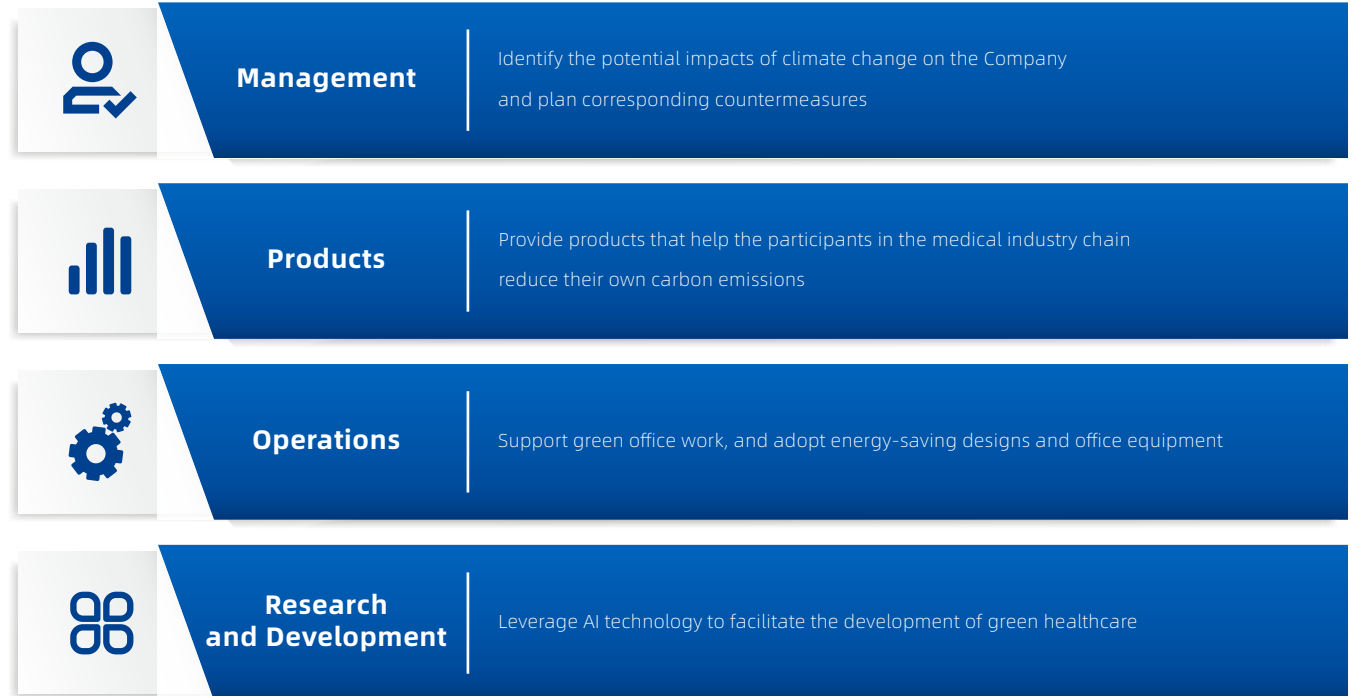 Management
Identify the potential impacts of climate change on the Company
and plan corresponding countermeasures
Products
Provide products that help the participants in the medical industry chain
reduce their own carbon emissions
Operations
Support green office work, and adopt energy-saving designs and office equipment
Research
and Development
Leverage AI technology to facilitate the development of green healthcare